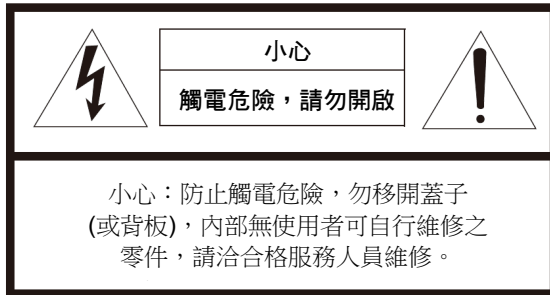 小心
觸電危險，請勿開啟
小心：防止觸電危險，勿移開蓋子
(或背板)，內部無使用者可自行維修之
零件，請洽合格服務人員維修。